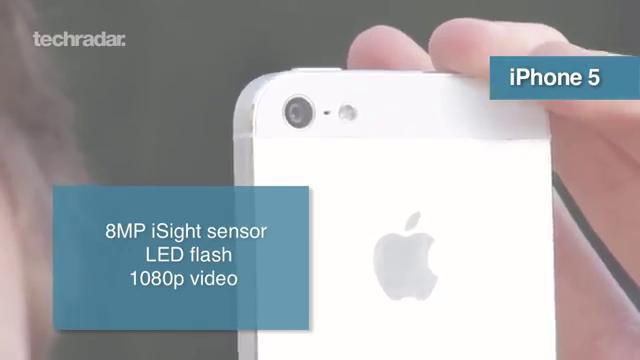 techradar.
iPhone 5
8MP iSight sensor
LED flash
1080p video